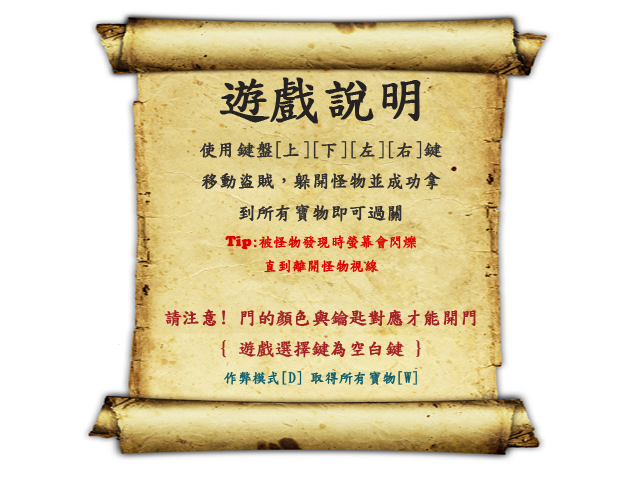 遊戲說明
使用鍵盤[上][下][左][右]鍵
移動盜賊，躲開怪物並成功拿
到所有寶物即可過關
Tip:被怪物發現時螢幕會閃爍
直到離開怪物視線
請注意! 門的顏色與鑰匙對應才能開門
{ 遊戲選擇鍵為空白鍵 }
作弊模式[D] 取得所有寶物[W]